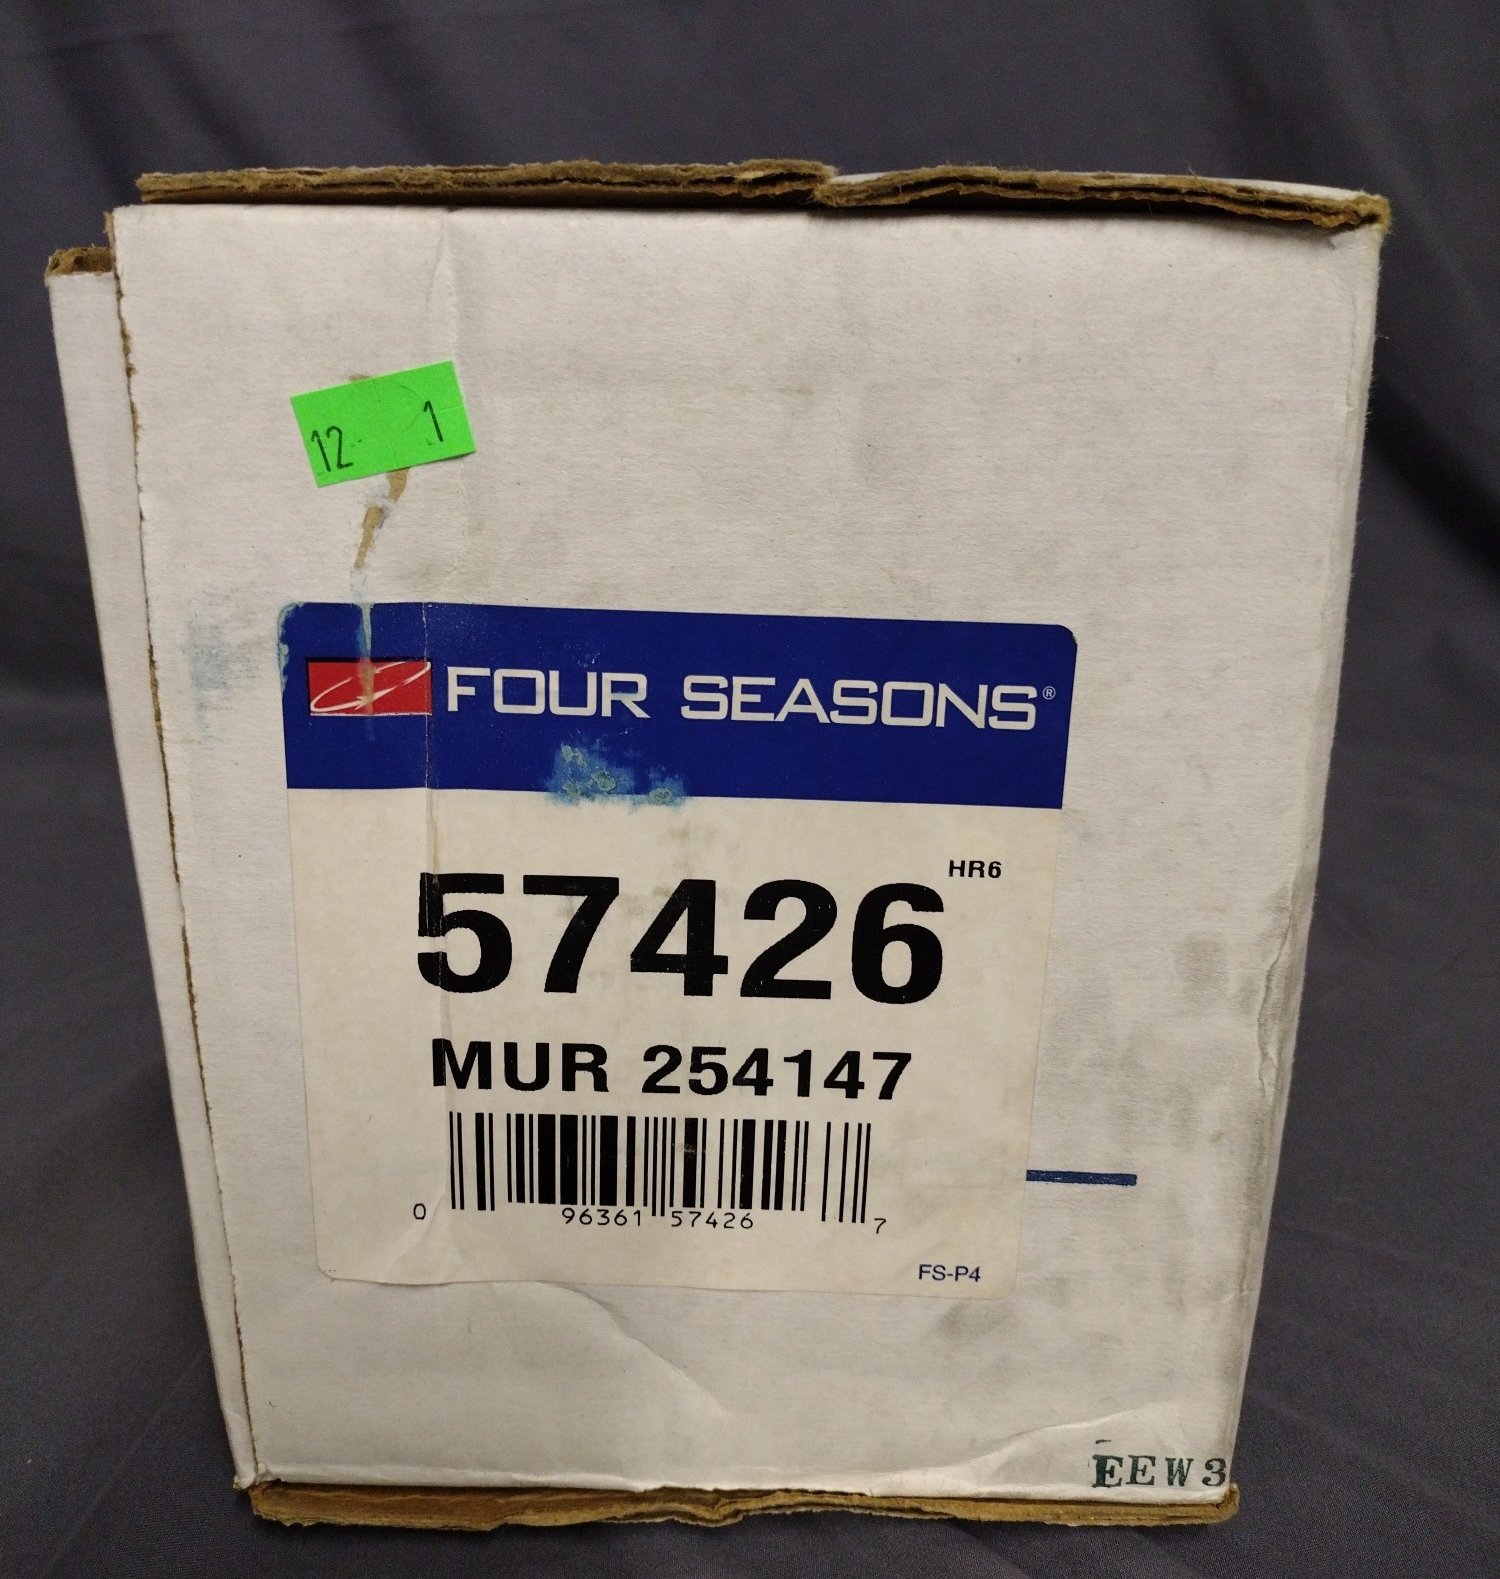 12 1
FOUR SEASONS®
HR6
57426
MUR 254147
0 96361 57426 7
FS-P4
EEW3